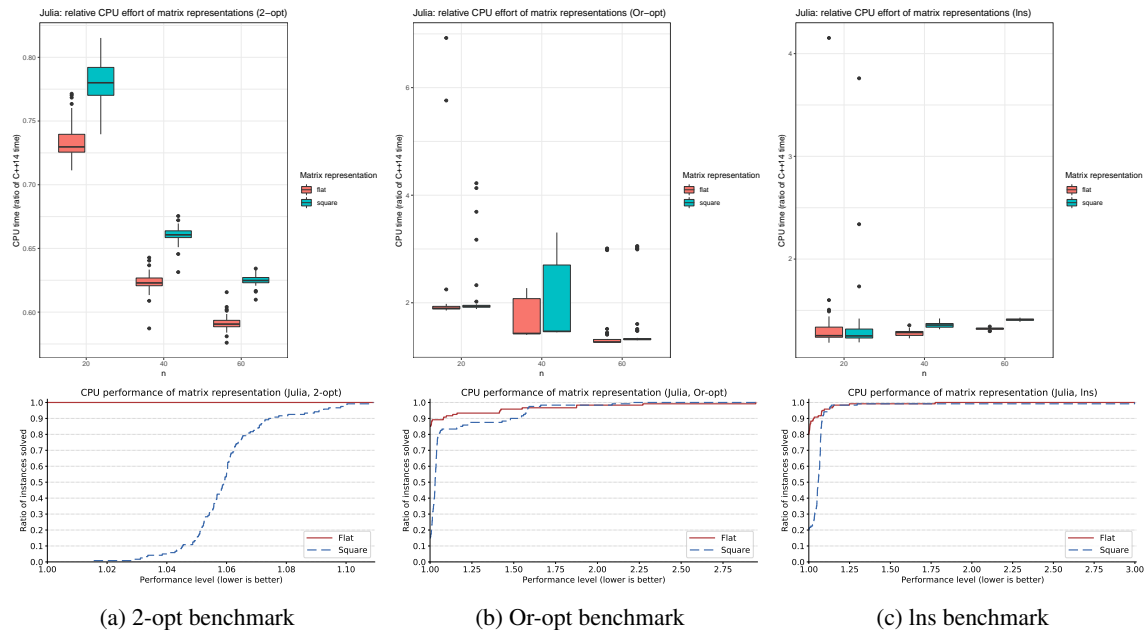 Julia: relative CPU effort of matrix representations (2−opt)
CPU time (ratio of C++14 time)
0.80
0.75
0.70
0.65
0.60
20
40
60
n
Matrix representation
flat
square
Julia: relative CPU effort of matrix representations (Or−opt)
CPU time (ratio of C++14 time)
6
4
2
20
40
60
n
Matrix representation
flat
square
Julia: relative CPU effort of matrix representations (lns)
CPU time (ratio of C++14 time)
4
3
2
20
40
60
n
Matrix representation
flat
square
CPU performance of matrix representation (Julia, 2-opt)
Ratio of instances solved
1.0
0.9
0.8
0.7
0.6
0.5
0.4
0.3
0.2
0.1
0.0
1.00 1.02 1.04 1.06 1.08 1.10
Performance level (lower is better)
Flat
Square
CPU performance of matrix representation (Julia, Or-opt)
Ratio of instances solved
1.0
0.9
0.8
0.7
0.6
0.5
0.4
0.3
0.2
0.1
0.0
1.00 1.25 1.50 1.75 2.00 2.25 2.50 2.75
Performance level (lower is better)
Flat
Square
CPU performance of matrix representation (Julia, lns)
Ratio of instances solved
1.0
0.9
0.8
0.7
0.6
0.5
0.4
0.3
0.2
0.1
0.0
1.00 1.25 1.50 1.75 2.00 2.25 2.50 2.75 3.00
Performance level (lower is better)
Flat
Square
(a) 2-opt benchmark
(b) Or-opt benchmark
(c) lns benchmark